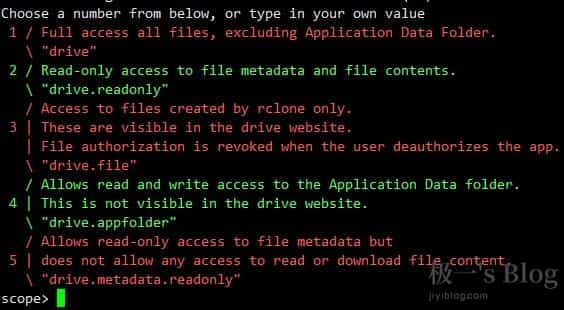 Choose a number from below, or type in your own value
1 / Full access all files, excluding Application Data Folder.
\ "drive"
2 / Read-only access to file metadata and file contents.
\ "drive.readonly"
/ Access to files created by rclone only.
3 | These are visible in the drive website.
| File authorization is revoked when the user deauthorizes the app.
\ "drive.file"
/ Allows read and write access to the Application Data folder.
4 | This is not visible in the drive website.
\ "drive.appfolder"
/ Allows read-only access to file metadata but
5 | does not allow any access to read or download file content.
\ "drive.metadata.readonly"
scope>
极一's Blog
jiyiblog.com